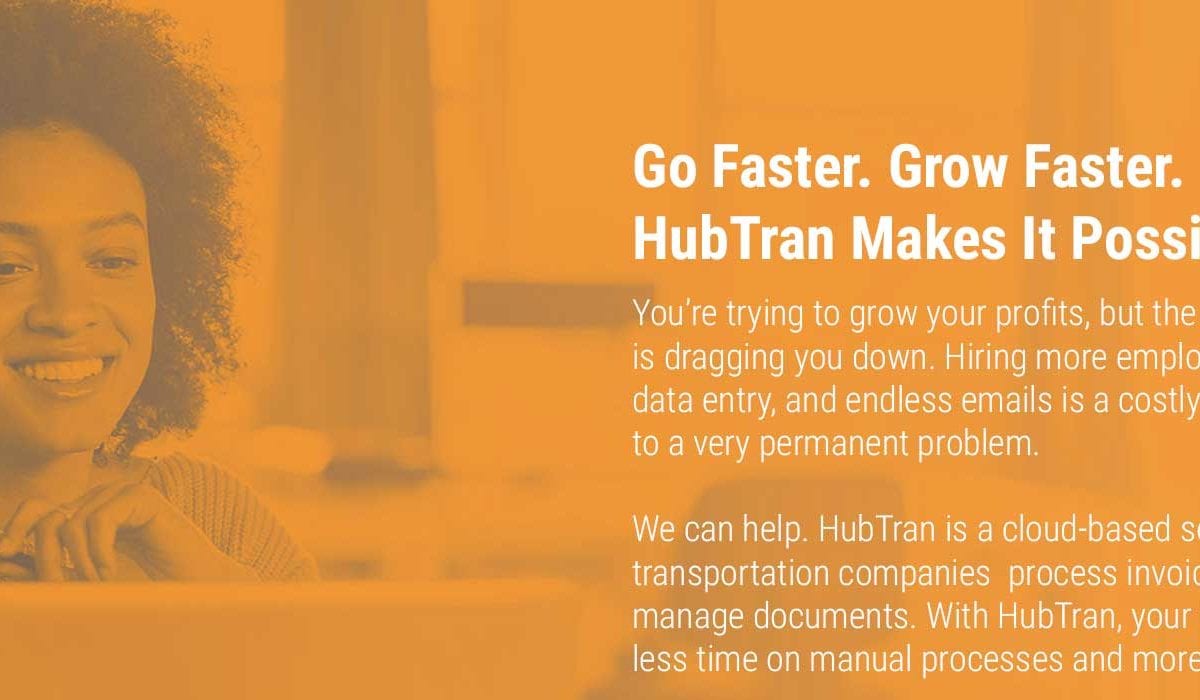 Go Faster. Grow Faster.
HubTran Makes It Possi
You're trying to grow your profits, but the
is dragging you down. Hiring more emplo
data entry, and endless emails is a costly
to a very permanent problem.
We can help. HubTran is a cloud-based s
transportation companies process invoic
manage documents. With HubTran, your
less time on manual processes and more